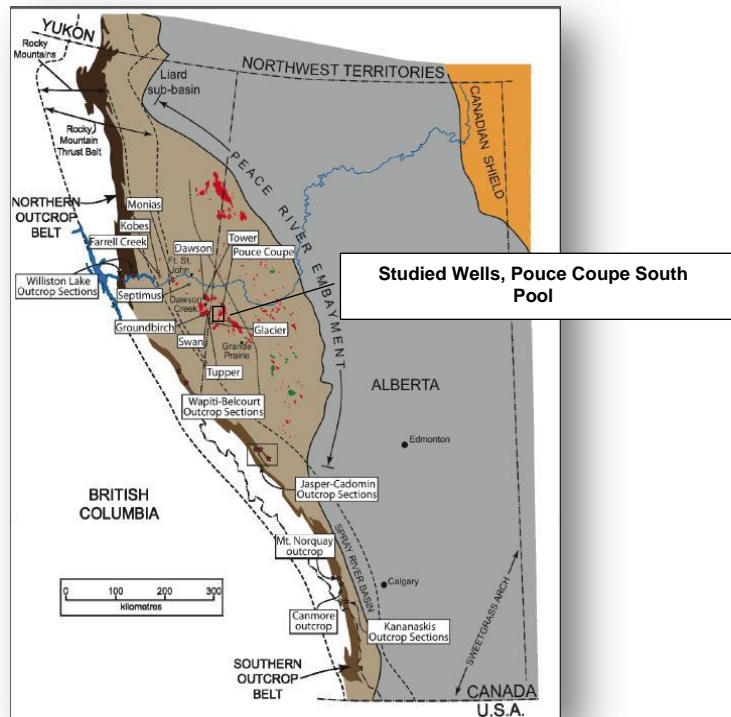 YUKON
Rocky
Mountains
NORTHWEST TERRITORIES
Liard
sub-basin
CANADIAN SHIELD
Rocky
Mountain
Thrust Belt
PEACE RIVER EMBAYMENT
NORTHERN
OUTCROP
BELT
Monias
Kobes
Farrell Creek
Dawson
Tower
Pouce Coupe
Ft. St.
John
Williston Lake
Outcrop Sections
Septimus
Dawson
Creek
Studied Wells, Pouce Coupe South
Pool
Groundbirch
Glacier
Swan
Grande
Prairie
Tupper
ALBERTA
Wapiti-Belcourt
Outcrop Sections
Edmonton
BRITISH
COLUMBIA
Jasper-Cadomin
Outcrop Sections
SPRAY RIVER BASIN
Mt. Norquay
outcrop
0 100 200 300
kilometres
Calgary
SWEETGRASS ARCH
Canmore
outcrop
Kananaskis
Outcrop Sections
SOUTHERN
OUTCROP
BELT
CANADA
U.S.A.